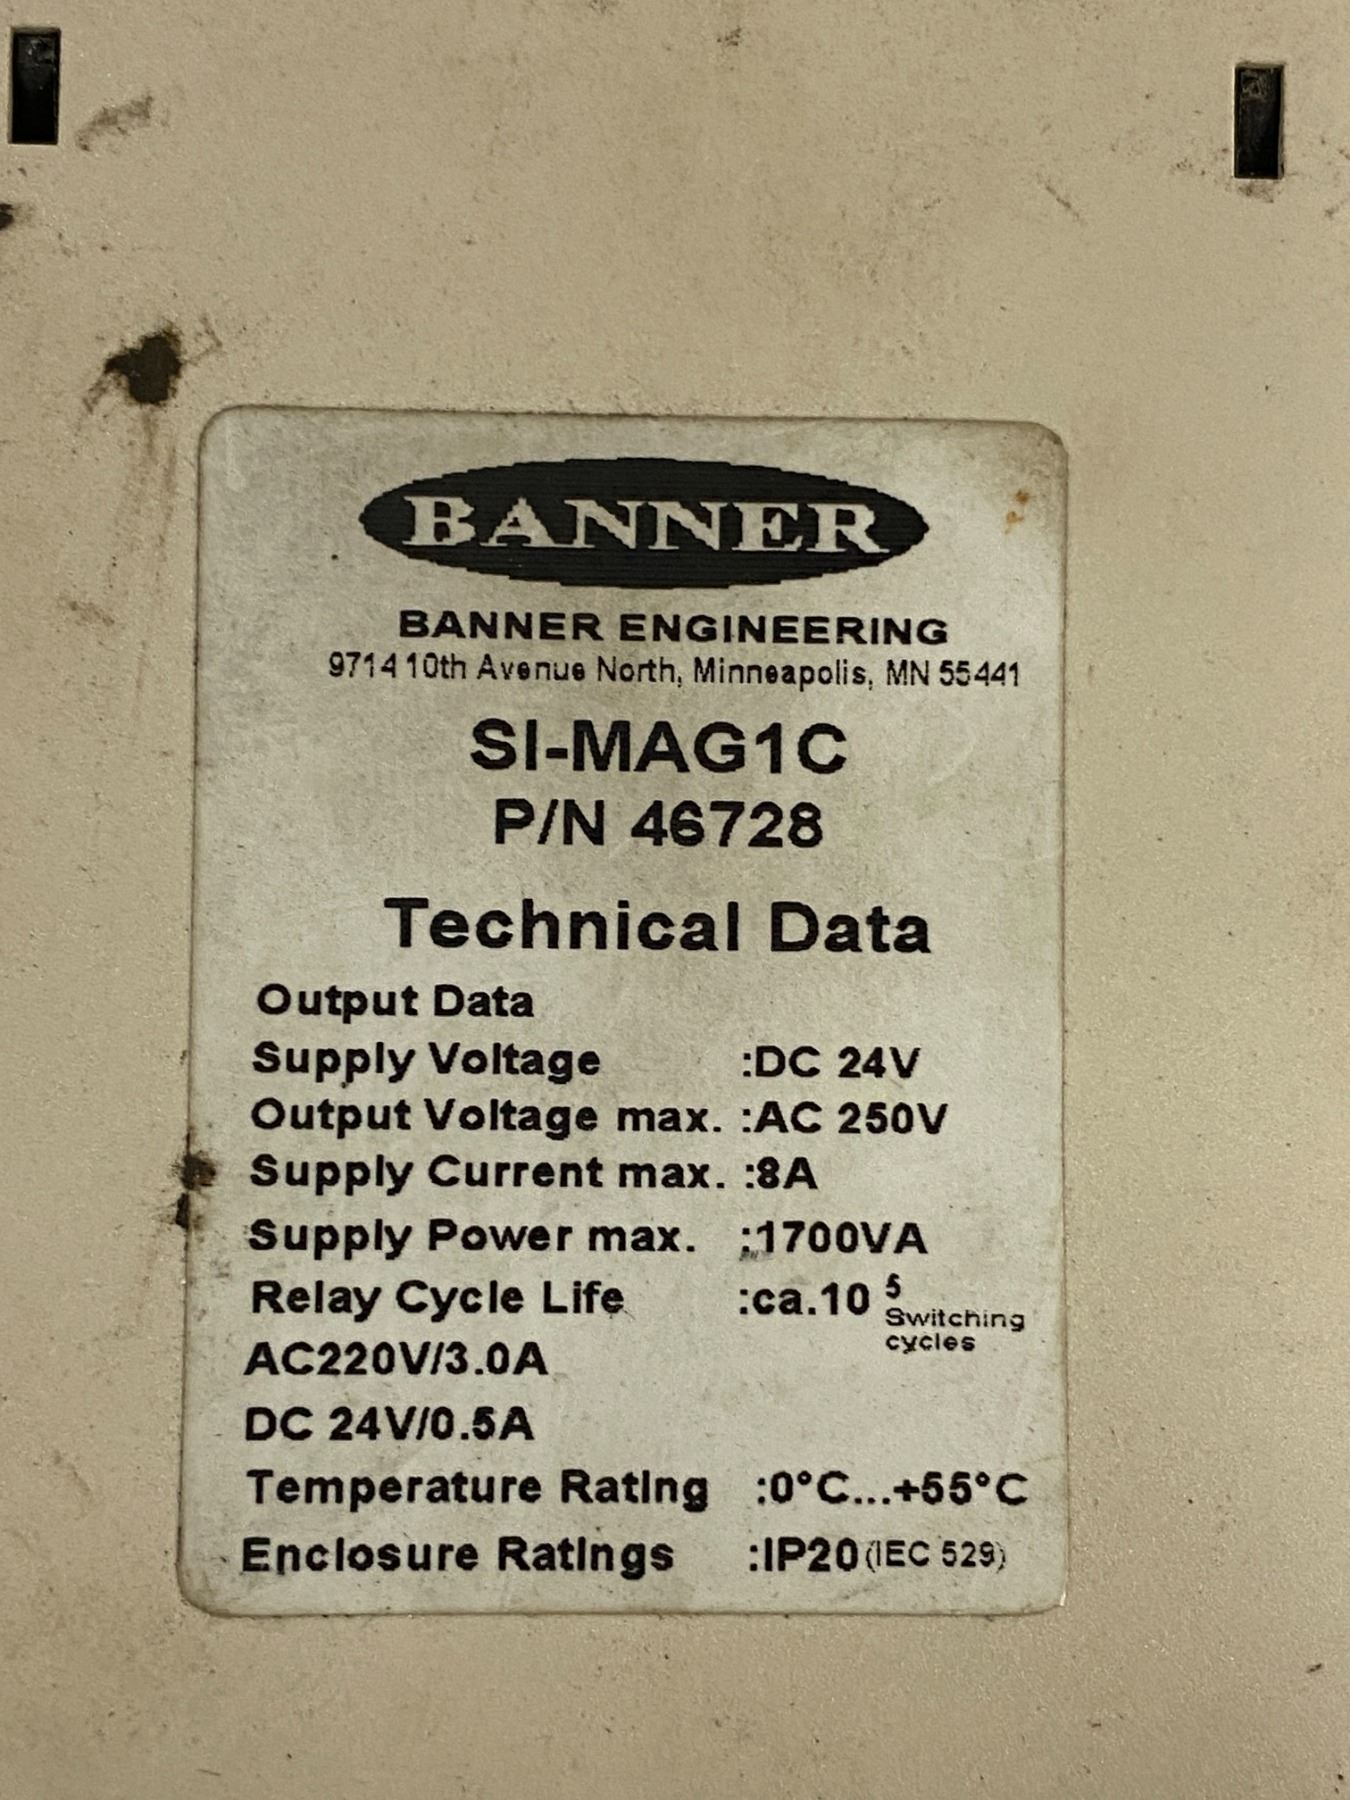 BANNER
BANNER ENGINEERING
9714 10th Avenue North, Minneapolis, MN 55441
SI-MAG1C
P/N 46728
Technical Data
Output Data
Supply Voltage :DC 24V
Output Voltage max. :AC 250V
Supply Current max. :8A
Supply Power max. :1700VA
Relay Cycle Life :ca.10 5 Switching
cycles
AC220V/3.0A
DC 24V/0.5A
Temperature Rating :0°C...+55°C
Enclosure Ratings :IP20 (IEC 529)